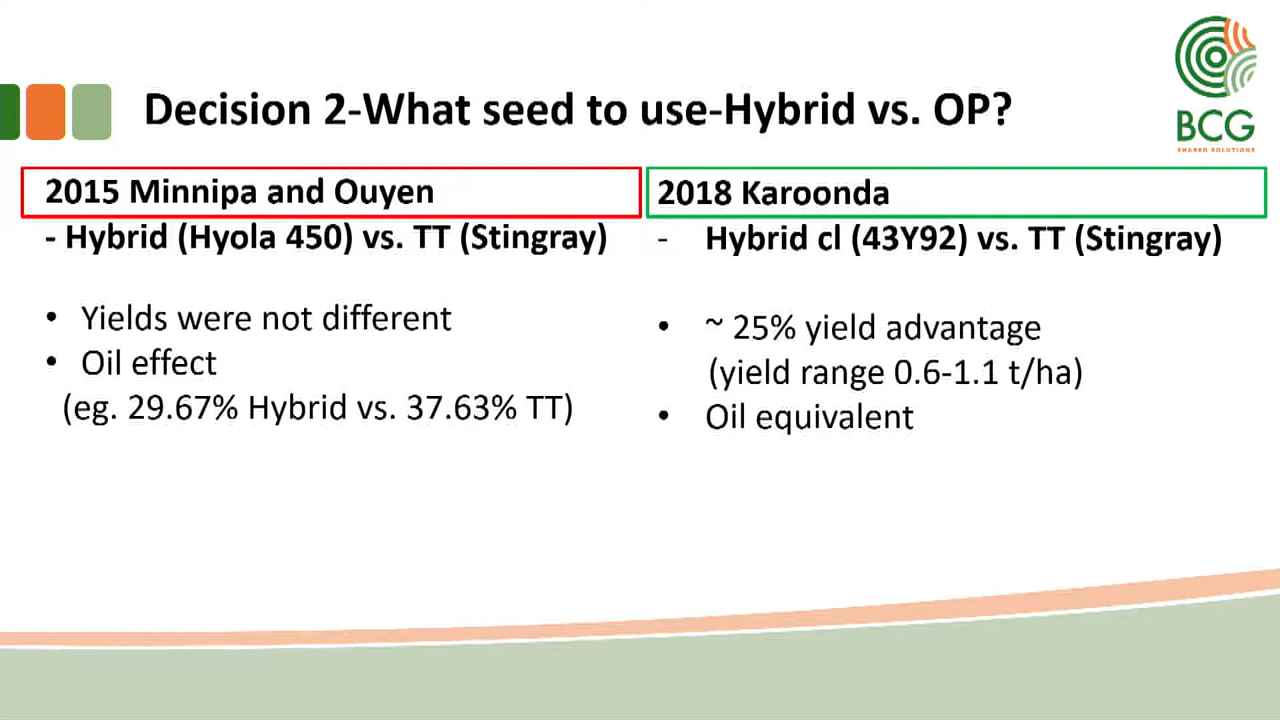 BCG
SHARED SOLUTIONS
Decision 2-What seed to use-Hybrid vs. OP?
2015 Minnipa and Ouyen
- Hybrid (Hyola 450) vs. TT (Stingray)
• Yields were not different
• Oil effect
(eg. 29.67% Hybrid vs. 37.63% TT)
2018 Karoonda
- Hybrid cl (43Y92) vs. TT (Stingray)
• ~ 25% yield advantage
(yield range 0.6-1.1 t/ha)
• Oil equivalent